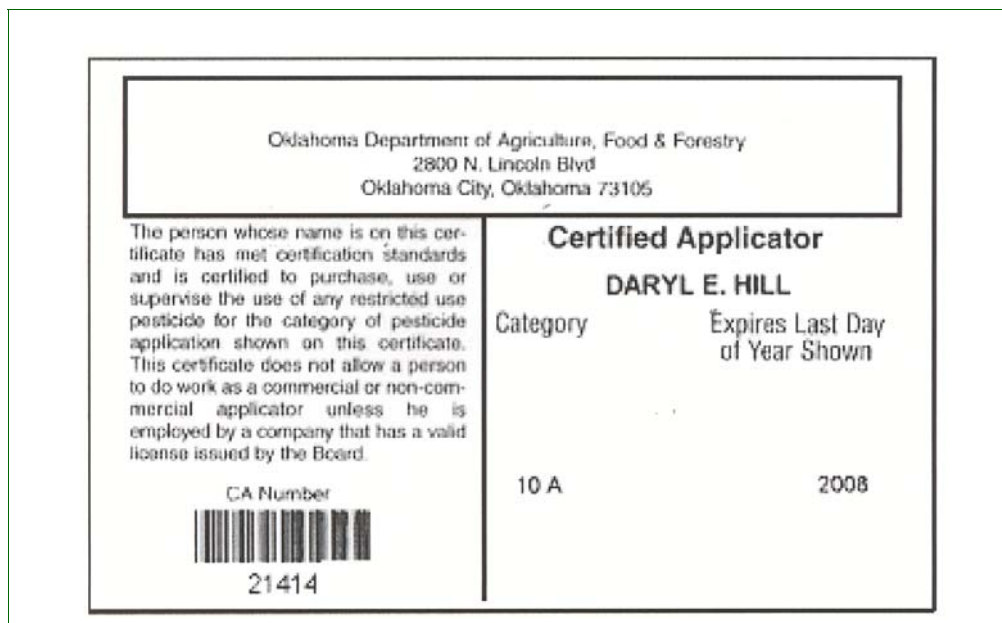 Oklahoma Department of Agriculture, Food & Forestry
2800 N. Lincoln Blvd
Oklahoma City, Oklahoma 73105
The person whose name is on this cer-
tificate has met certification standards
and is certified to purchase, use or
supervise the use of any restricted use
pesticide for the category of pesticide
application shown on this certificate.
This certificate does not allow a person
to do work as a commercial or non-com-
mercial applicator unless he is
employed by a company that has a valid
license issued by the Board.
CA Number
21414
Certified Applicator
DARYL E. HILL
Category Expires Last Day
of Year Shown
10 A 2008